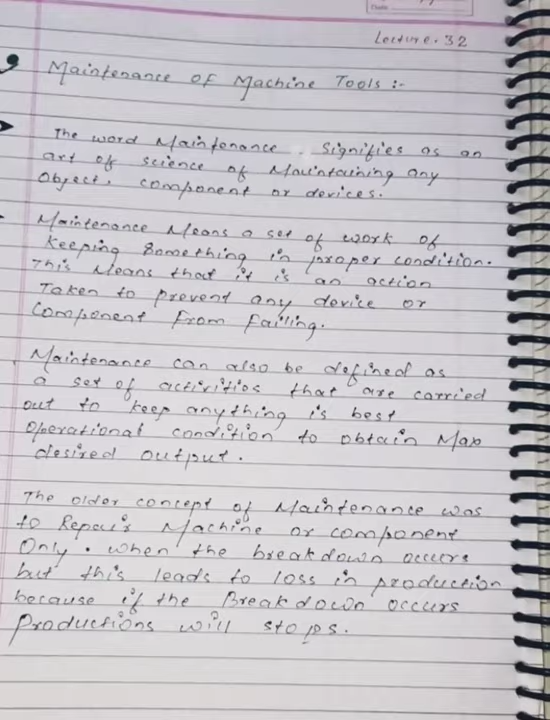 Lecture. 32
Maintenance of Machine Tools :-
The word Maintenance Signifies as an
art of science of Maintaining any
Object, component or devices.
Maintenance Means a set of work of
keeping Something in proper condition.
This Means that it is an action
Taken to prevent any device or
Component from failing.
Maintenance can also be defined as
a set of activities that are carried
out to keep anything is best
Operational condition to obtain Max
desired output.
The older concept of Maintenance was
to Repair Machine or component
Only. when the breakdown occurs
but this leads to loss in production
because if the Breakdown occurs
Productions will stops.